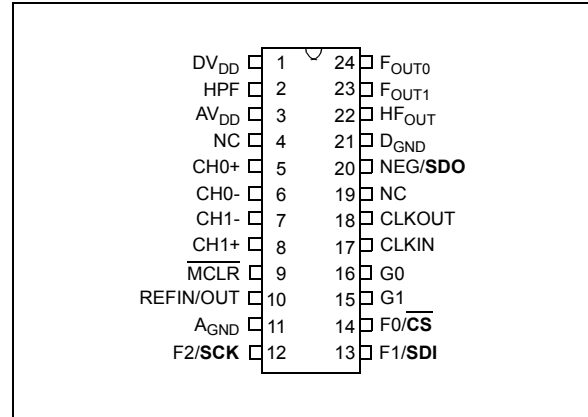 DVDD 1 24 FOUT0
HPF 2 23 FOUT1
AVDD 3 22 HFOUT
NC 4 21 DGND
CH0+ 5 20 NEG/SDO
CH0- 6 19 NC
CH1- 7 18 CLKOUT
CH1+ 8 17 CLKIN
MCLR 9 16 G0
REFIN/OUT 10 15 G1
AGND 11 14 F0/CS
F2/SCK 12 13 F1/SDI